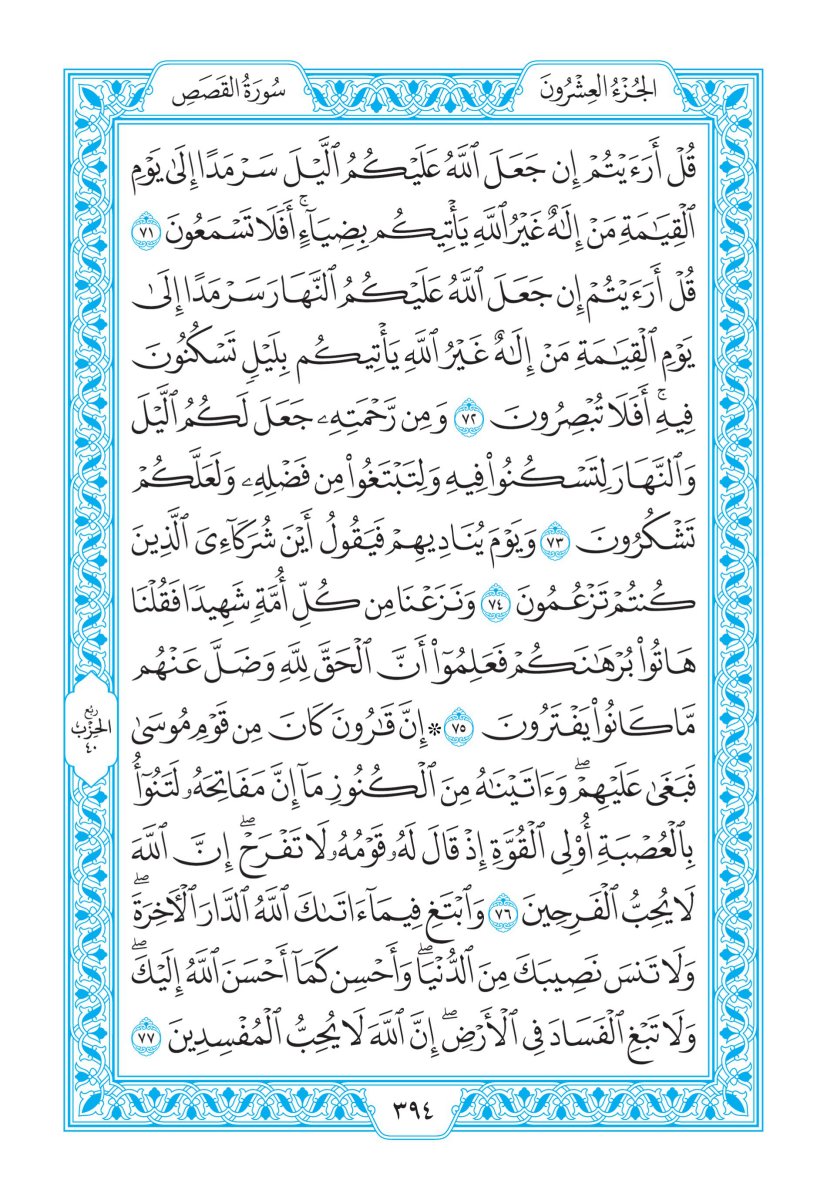 الجُزْءُ العِشْرُونَ
سُورَةُ القَصَصِ
قُلْ أَرَءَيْتُمْ إِن جَعَلَ ٱللَّهُ عَلَيْكُمُ ٱلَّيْلَ سَرْمَدًا إِلَىٰ يَوْمِ
ٱلْقِيَٰمَةِ مَنْ إِلَٰهٌ غَيْرُ ٱللَّهِ يَأْتِيكُم بِضِيَآءٍۚ أَفَلَا تَسْمَعُونَ ٧١
قُلْ أَرَءَيْتُمْ إِن جَعَلَ ٱللَّهُ عَلَيْكُمُ ٱلنَّهَارَ سَرْمَدًا إِلَىٰ
يَوْمِ ٱلْقِيَٰمَةِ مَنْ إِلَٰهٌ غَيْرُ ٱللَّهِ يَأْتِيكُم بِلَيْلٍ تَسْكُنُونَ
فِيهِۚ أَفَلَا تُبْصِرُونَ ٧٢ وَمِن رَّحْمَتِهِۦ جَعَلَ لَكُمُ ٱلَّيْلَ
وَٱلنَّهَارَ لِتَسْكُنُوا۟ فِيهِ وَلِتَبْتَغُوا۟ مِن فَضْلِهِۦ وَلَعَلَّكُمْ
تَشْكُرُونَ ٧٣ وَيَوْمَ يُنَادِيهِمْ فَيَقُولُ أَيْنَ شُرَكَآءِىَ ٱلَّذِينَ
كُنتُمْ تَزْعُمُونَ ٧٤ وَنَزَعْنَا مِن كُلِّ أُمَّةٍ شَهِيدًا فَقُلْنَا
هَاتُوا۟ بُرْهَٰنَكُمْ فَعَلِمُوٓا۟ أَنَّ ٱلْحَقَّ لِلَّهِ وَضَلَّ عَنْهُم
مَّا كَانُوا۟ يَفْتَرُونَ ٧٥ * إِنَّ قَٰرُونَ كَانَ مِن قَوْمِ مُوسَىٰ
رُبْع
الحِزْب
٤٠
فَبَغَىٰ عَلَيْهِمْۖ وَءَاتَيْنَٰهُ مِنَ ٱلْكُنُوزِ مَآ إِنَّ مَفَاتِحَهُۥ لَتَنُوٓأُ
بِٱلْعُصْبَةِ أُو۟لِى ٱلْقُوَّةِ إِذْ قَالَ لَهُۥ قَوْمُهُۥ لَا تَفْرَحْۖ إِنَّ ٱللَّهَ
لَا يُحِبُّ ٱلْفَرِحِينَ ٧٦ وَٱبْتَغِ فِيمَآ ءَاتَىٰكَ ٱللَّهُ ٱلدَّارَ ٱلْءَاخِرَةَۖ
وَلَا تَنسَ نَصِيبَكَ مِنَ ٱلدُّنْيَاۖ وَأَحْسِن كَمَآ أَحْسَنَ ٱللَّهُ إِلَيْكَۖ
وَلَا تَبْغِ ٱلْفَسَادَ فِى ٱلْأَرْضِۖ إِنَّ ٱللَّهَ لَا يُحِبُّ ٱلْمُفْسِدِينَ ٧٧
٣٩٤